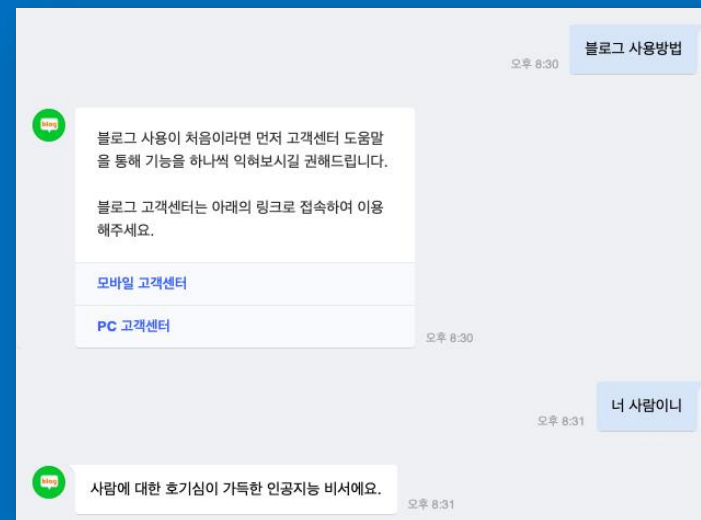 블로그 사용방법
오후 8:30
blog
블로그 사용이 처음이라면 먼저 고객센터 도움말
을 통해 기능을 하나씩 익혀보시길 권해드립니다.
블로그 고객센터는 아래의 링크로 접속하여 이용
해주세요.
모바일 고객센터
PC 고객센터
오후 8:30
너 사람이니
오후 8:31
blog
사람에 대한 호기심이 가득한 인공지능 비서에요.
오후 8:31